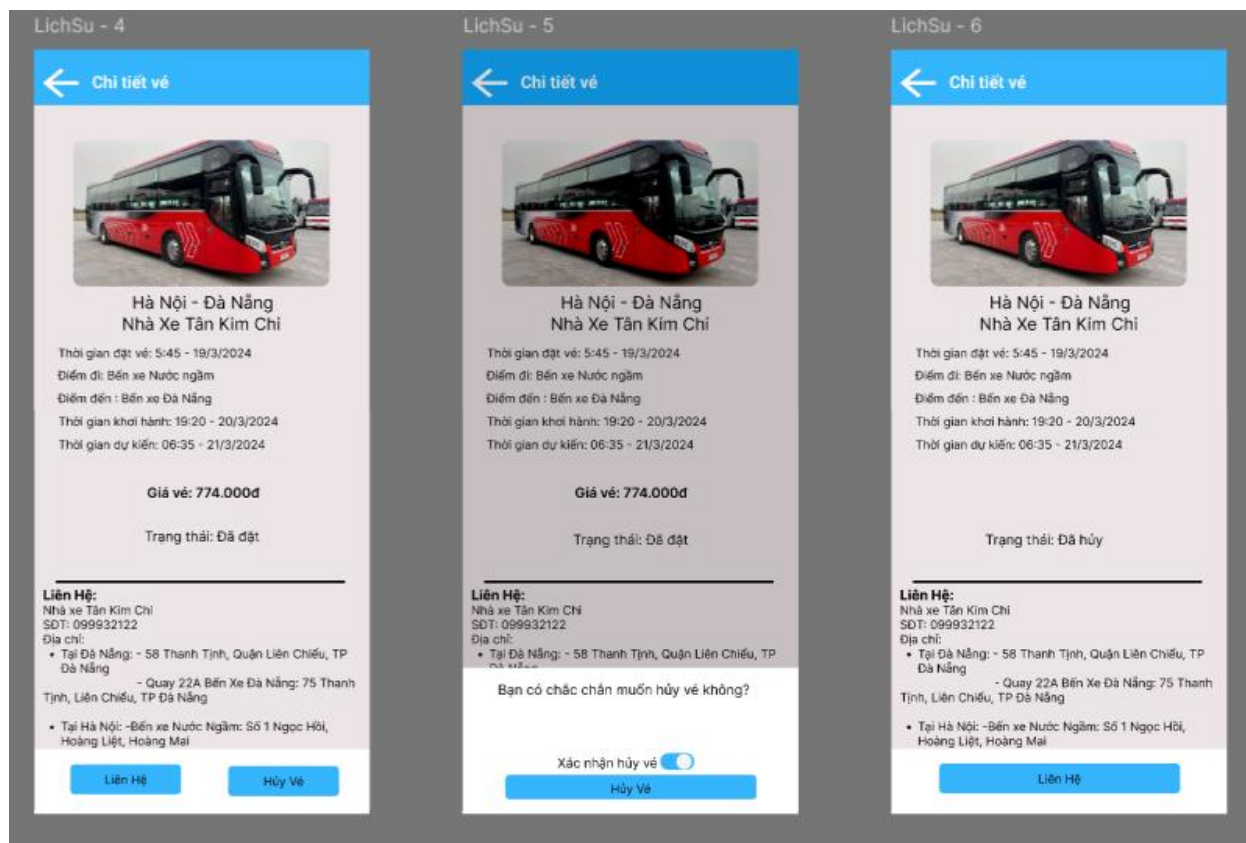 LichSu - 4
Chi tiết vé
Hà Nội - Đà Nẵng
Nhà Xe Tân Kim Chi
Thời gian đặt vé: 5:45 - 19/3/2024
Điểm đi: Bến xe Nước ngầm
Điểm đến : Bến xe Đà Nẵng
Thời gian khơi hành: 19:20 - 20/3/2024
Thời gian dự kiến: 06:35 - 21/3/2024
Giá vé: 774.000đ
Trạng thái: Đã đặt
Liên Hệ:
Nhà xe Tân Kim Chi
SĐT: 099932122
Địa chỉ:
• Tại Đà Nẵng: - 58 Thanh Tịnh, Quận Liên Chiểu, TP
Đà Nẵng
- Quay 22A Bến Xe Đà Nẵng: 75 Thanh
Tịnh, Liên Chiểu, TP Đà Nẵng
• Tại Hà Nội: -Bến xe Nước Ngầm: Số 1 Ngọc Hồi,
Hoàng Liệt, Hoàng Mai
Liên Hệ
Hủy Vé
LichSu - 5
Chi tiết vé
Hà Nội - Đà Nẵng
Nhà Xe Tân Kim Chi
Thời gian đặt vé: 5:45 - 19/3/2024
Điểm đi: Bến xe Nước ngầm
Điểm đến : Bến xe Đà Nẵng
Thời gian khơi hành: 19:20 - 20/3/2024
Thời gian dự kiến: 06:35 - 21/3/2024
Giá vé: 774.000đ
Trạng thái: Đã đặt
Liên Hệ:
Nhà xe Tân Kim Chi
SĐT: 099932122
Địa chỉ:
• Tại Đà Nẵng: - 58 Thanh Tịnh, Quận Liên Chiểu, TP
Đà Nẵng
Bạn có chắc chắn muốn hủy vé không?
Xác nhận hủy vé
Hủy Vé
LichSu - 6
Chi tiết vé
Hà Nội - Đà Nẵng
Nhà Xe Tân Kim Chi
Thời gian đặt vé: 5:45 - 19/3/2024
Điểm đi: Bến xe Nước ngầm
Điểm đến : Bến xe Đà Nẵng
Thời gian khơi hành: 19:20 - 20/3/2024
Thời gian dự kiến: 06:35 - 21/3/2024
Trạng thái: Đã hủy
Liên Hệ:
Nhà xe Tân Kim Chi
SĐT: 099932122
Địa chỉ:
• Tại Đà Nẵng: - 58 Thanh Tịnh, Quận Liên Chiểu, TP
Đà Nẵng
- Quay 22A Bến Xe Đà Nẵng: 75 Thanh
Tịnh, Liên Chiểu, TP Đà Nẵng
• Tại Hà Nội: -Bến xe Nước Ngầm: Số 1 Ngọc Hồi,
Hoàng Liệt, Hoàng Mai
Liên Hệ